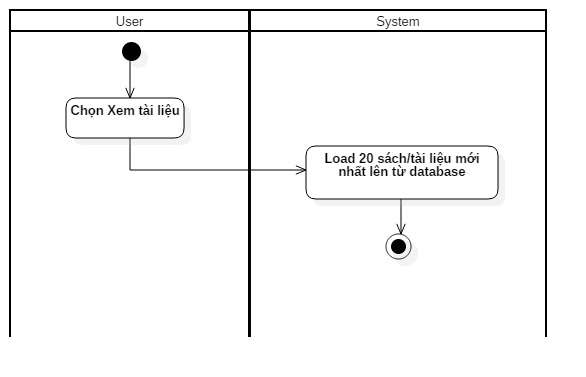 User
System
Chọn Xem tài liệu
Load 20 sách/tài liệu mới
nhất lên từ database